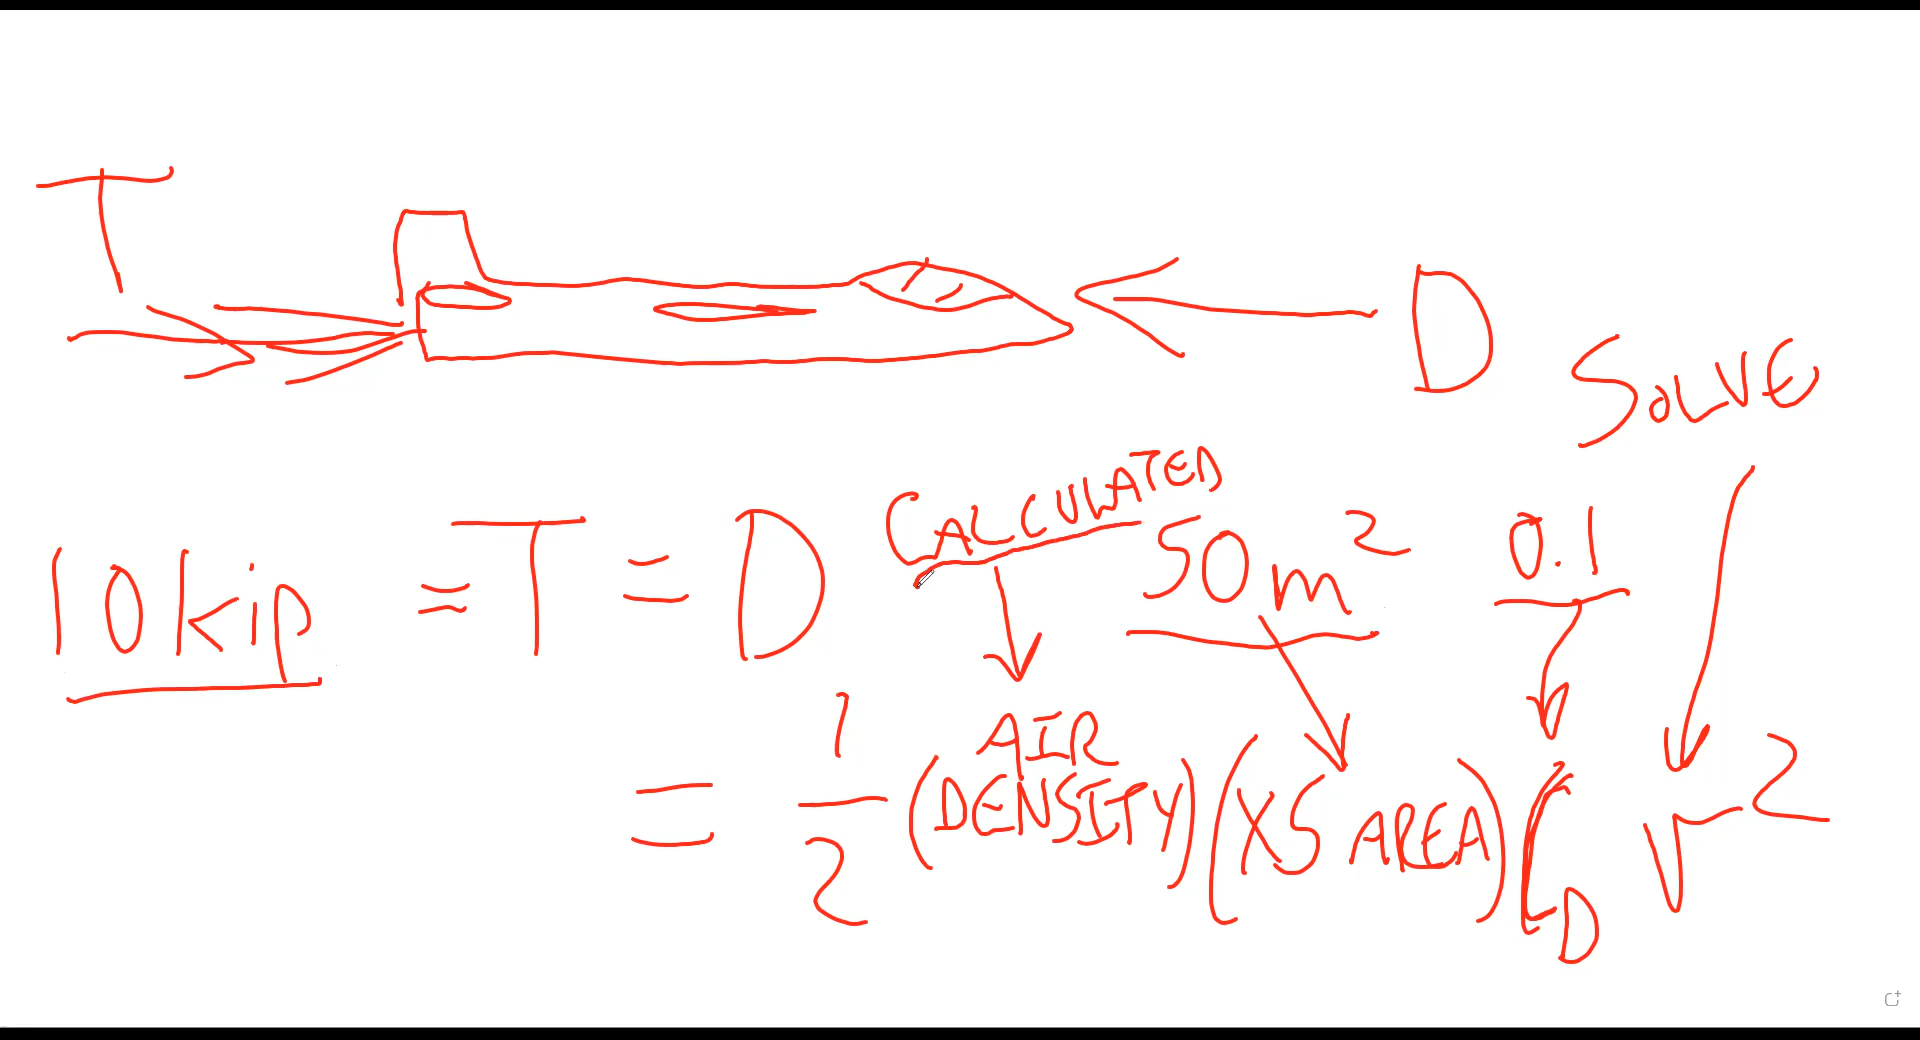 T
D
SOLVE
CALCULATED
50m² 0.1
10kip = T = D
= 1/2 (AIR DENSITY) (XS AREA) C_D V²